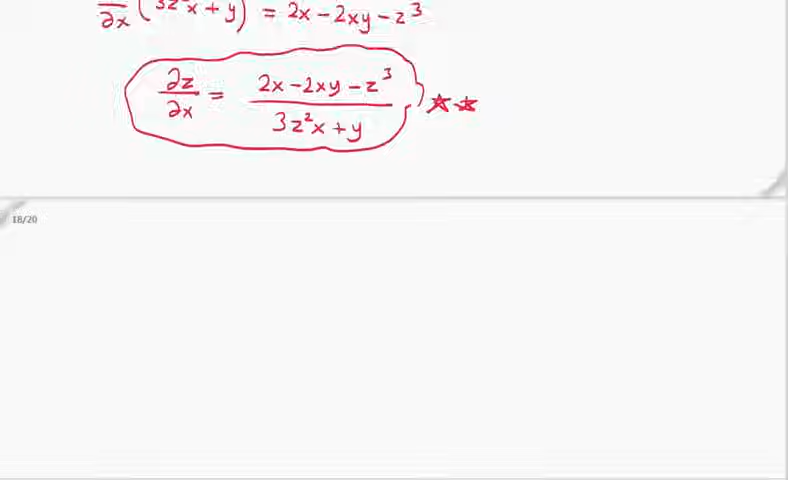 ∂x (3z²x + y) = 2x − 2xy − z³
∂z/∂x = (2x − 2xy − z³)/(3z²x + y) ★★
18/20